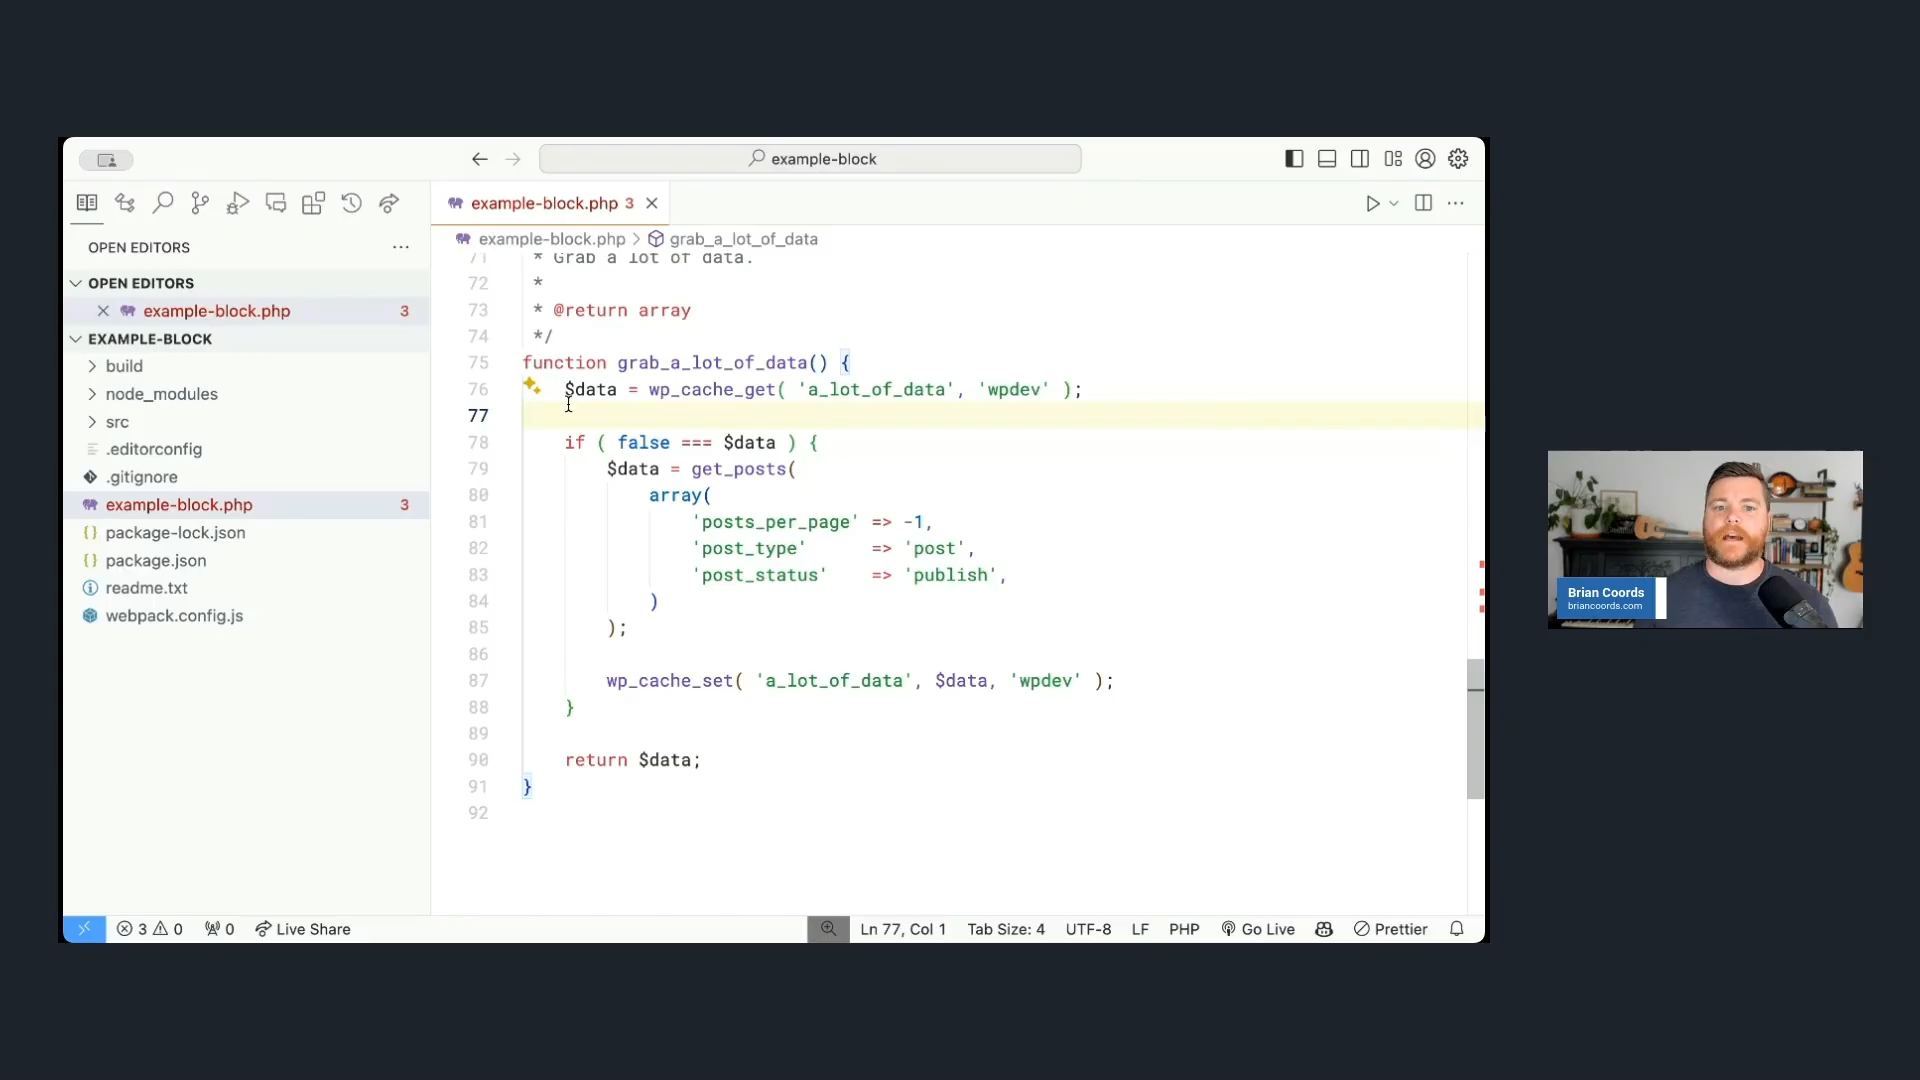 example-block
example-block.php 3
OPEN EDITORS
example-block.php > grab_a_lot_of_data
OPEN EDITORS
example-block.php 3
EXAMPLE-BLOCK
build
node_modules
src
.editorconfig
.gitignore
example-block.php 3
package-lock.json
package.json
readme.txt
webpack.config.js
71 * Grab a lot of data.
72 *
73 * @return array
74 */
75 function grab_a_lot_of_data() {
76 $data = wp_cache_get( 'a_lot_of_data', 'wpdev' );
77
78 if ( false === $data ) {
79 $data = get_posts(
80 array(
81 'posts_per_page' => -1,
82 'post_type' => 'post',
83 'post_status' => 'publish',
84 )
85 );
86
87 wp_cache_set( 'a_lot_of_data', $data, 'wpdev' );
88 }
89
90 return $data;
91 }
92
Brian Coords
briancoords.com
3 0 0 Live Share Ln 77, Col 1 Tab Size: 4 UTF-8 LF PHP Go Live Prettier